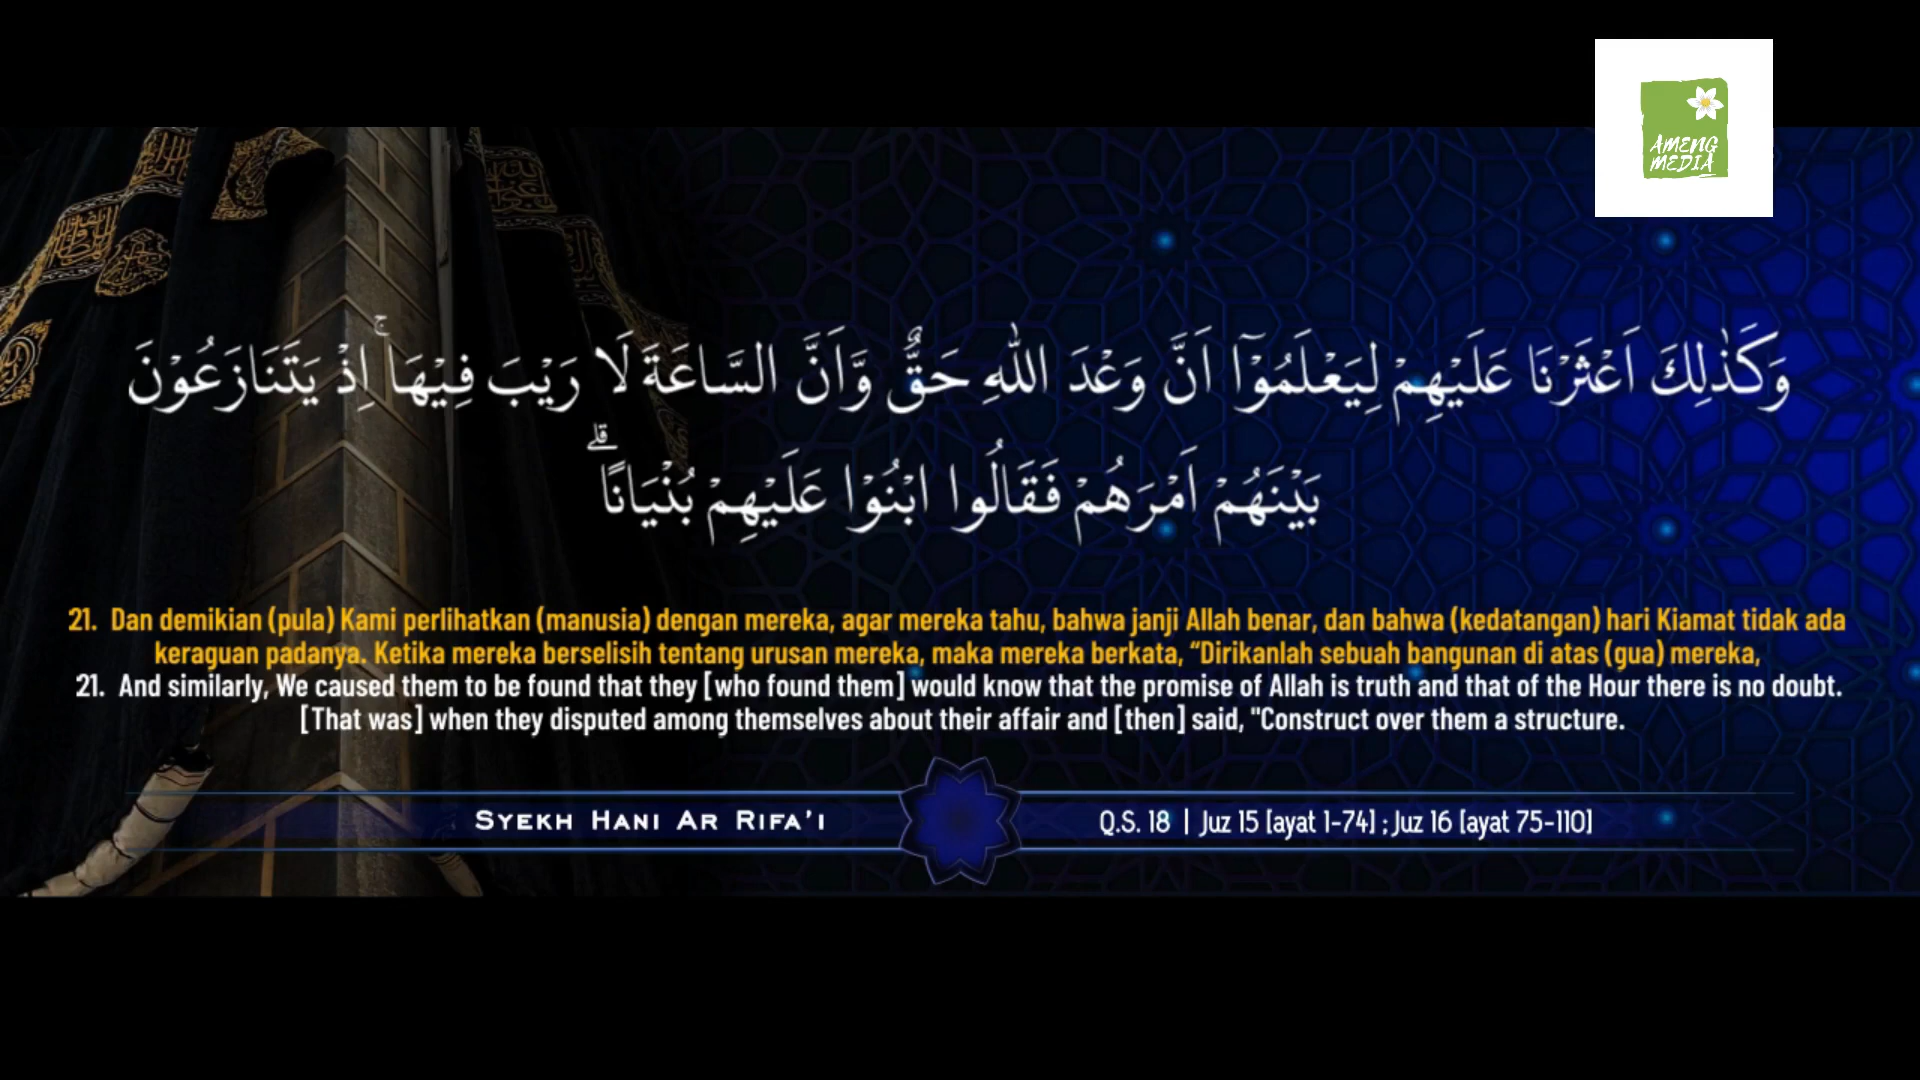 AMENG
MEDIA
وَكَذٰلِكَ اَعْثَرْنَا عَلَيْهِمْ لِيَعْلَمُوْٓا اَنَّ وَعْدَ اللّٰهِ حَقٌّ وَّاَنَّ السَّاعَةَ لَا رَيْبَ فِيْهَاۚ اِذْ يَتَنَازَعُوْنَ
بَيْنَهُمْ اَمْرَهُمْ فَقَالُوا ابْنُوْا عَلَيْهِمْ بُنْيَانًاۗ
21. Dan demikian (pula) Kami perlihatkan (manusia) dengan mereka, agar mereka tahu, bahwa janji Allah benar, dan bahwa (kedatangan) hari Kiamat tidak ada
keraguan padanya. Ketika mereka berselisih tentang urusan mereka, maka mereka berkata, “Dirikanlah sebuah bangunan di atas (gua) mereka,
21. And similarly, We caused them to be found that they [who found them] would know that the promise of Allah is truth and that of the Hour there is no doubt.
[That was] when they disputed among themselves about their affair and [then] said, "Construct over them a structure.
Syekh Hani Ar Rifa'i
Q.S. 18 | Juz 15 [ayat 1-74] ; Juz 16 [ayat 75-110]